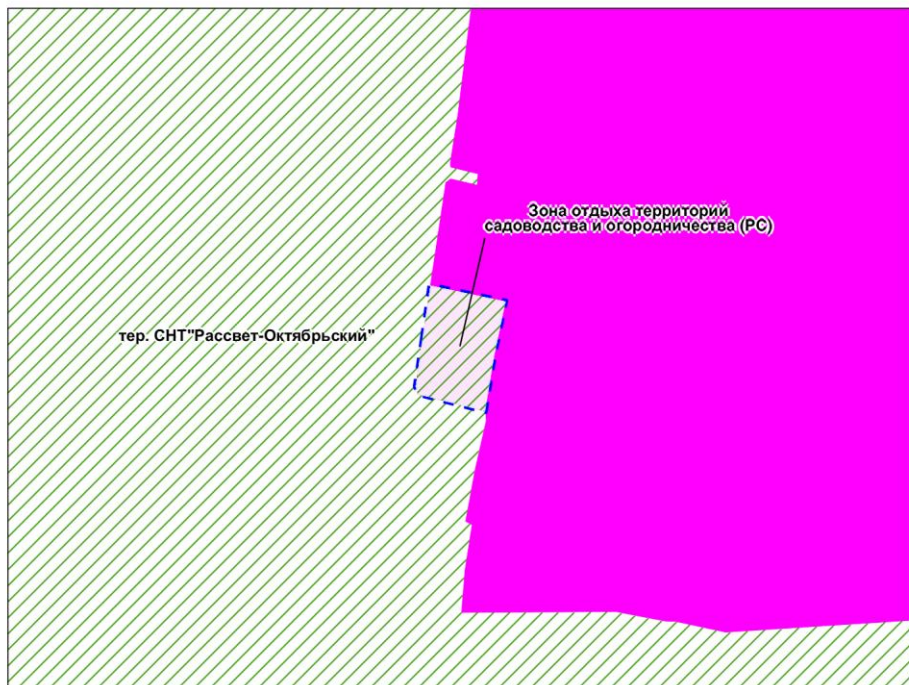 Зона отдыха территорий
садоводства и огородничества (РС)
тер. СНТ"Рассвет-Октябрьский"